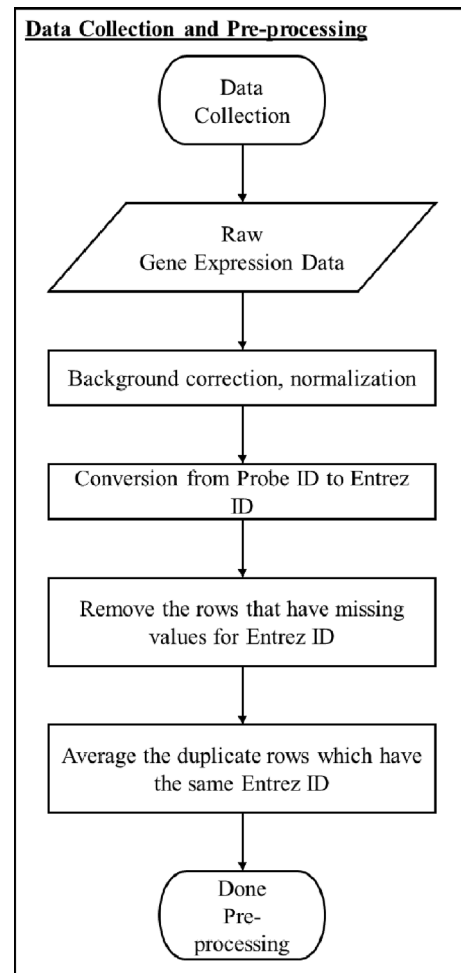 Data Collection and Pre-processing
Data
Collection
Raw
Gene Expression Data
Background correction, normalization
Conversion from Probe ID to Entrez
ID
Remove the rows that have missing
values for Entrez ID
Average the duplicate rows which have
the same Entrez ID
Done
Pre-
processing